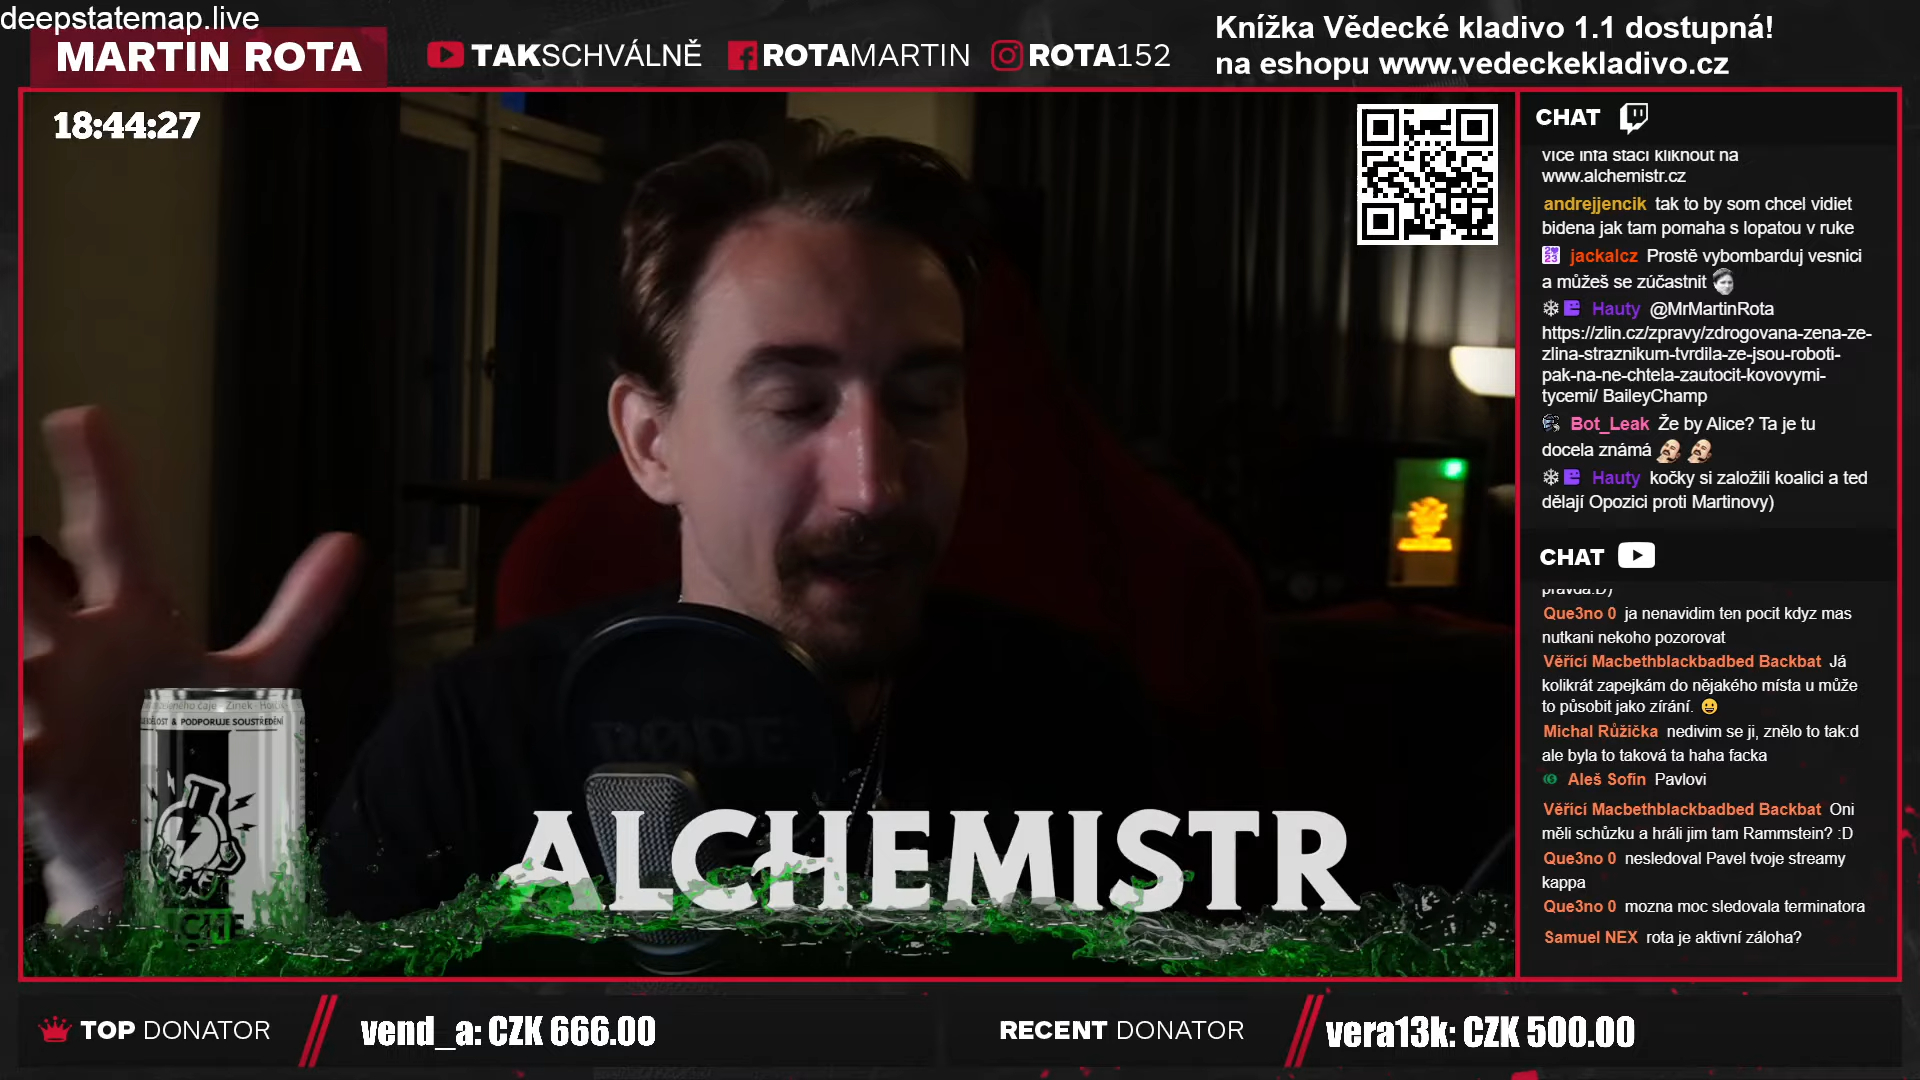 deepstatemap.live
MARTIN ROTA
TAKSCHVÁLNĚ
ROTAMARTIN
ROTA152
Knížka Vědecké kladivo 1.1 dostupná!
na eshopu www.vedeckekladivo.cz
18:44:27
CHAT
více infa stačí kliknout na
www.alchemistr.cz
andrejjencik tak to by som chcel vidiet
bidena jak tam pomaha s lopatou v ruke
jackalcz Prostě vybombarduj vesnici
a můžeš se zúčastnit
Hauty @MrMartinRota
https://zlin.cz/zpravy/zdrogovana-zena-ze-
zlina-straznikum-tvrdila-ze-jsou-roboti-
pak-na-ne-chtela-zautocit-kovovymi-
tycemi/ BaileyChamp
Bot_Leak Že by Alice? Ta je tu
docela známá
Hauty kočky si založili koalici a ted
dělají Opozici proti Martinovy)
CHAT
pravda:D)
Que3no 0 ja nenavidim ten pocit kdyz mas
nutkani nekoho pozorovat
Věřící Macbethblackbadbed Backbat Já
kolikrát zapejkám do nějakého místa u může
to působit jako zírání. 😀
Michal Růžička nedivim se ji, znělo to tak:d
ale byla to taková ta haha facka
Aleš Sofin Pavlovi
Věřící Macbethblackbadbed Backbat Oni
měli schůzku a hráli jim tam Rammstein? :D
Que3no 0 nesledoval Pavel tvoje streamy
kappa
Que3no 0 mozna moc sledovala terminatora
Samuel NEX rota je aktivní záloha?
zeleného čaje - Zinek - Hořčík
& PODPORUJE SOUSTŘEDĚNÍ
RØDE
ALCHEMISTR
TOP DONATOR
vend_a: CZK 666.00
RECENT DONATOR
vera13k: CZK 500.00